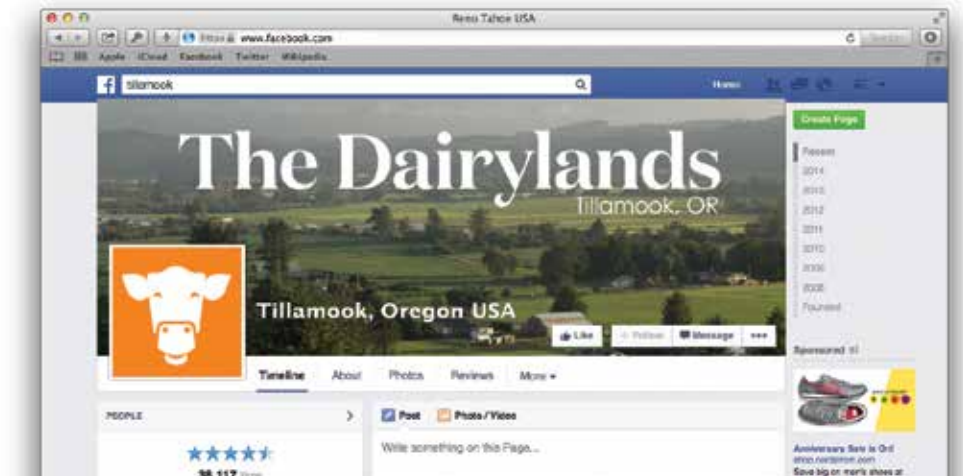 Reno Tahoe USA
www.facebook.com
Apple iCloud Facebook Twitter Wikipedia
tillamook
Home
Create Page
The Dairylands
Tillamook, OR
Present
2014
2013
2012
2011
2010
2009
2008
Founded
Tillamook, Oregon USA
Like Follow Message
Timeline About Photos Reviews More
Sponsored
PEOPLE
Post Photo / Video
Write something on this Page...
38,117
Anniversary Sale Is On!
shop.nordstrom.com
Save big on men's shoes at